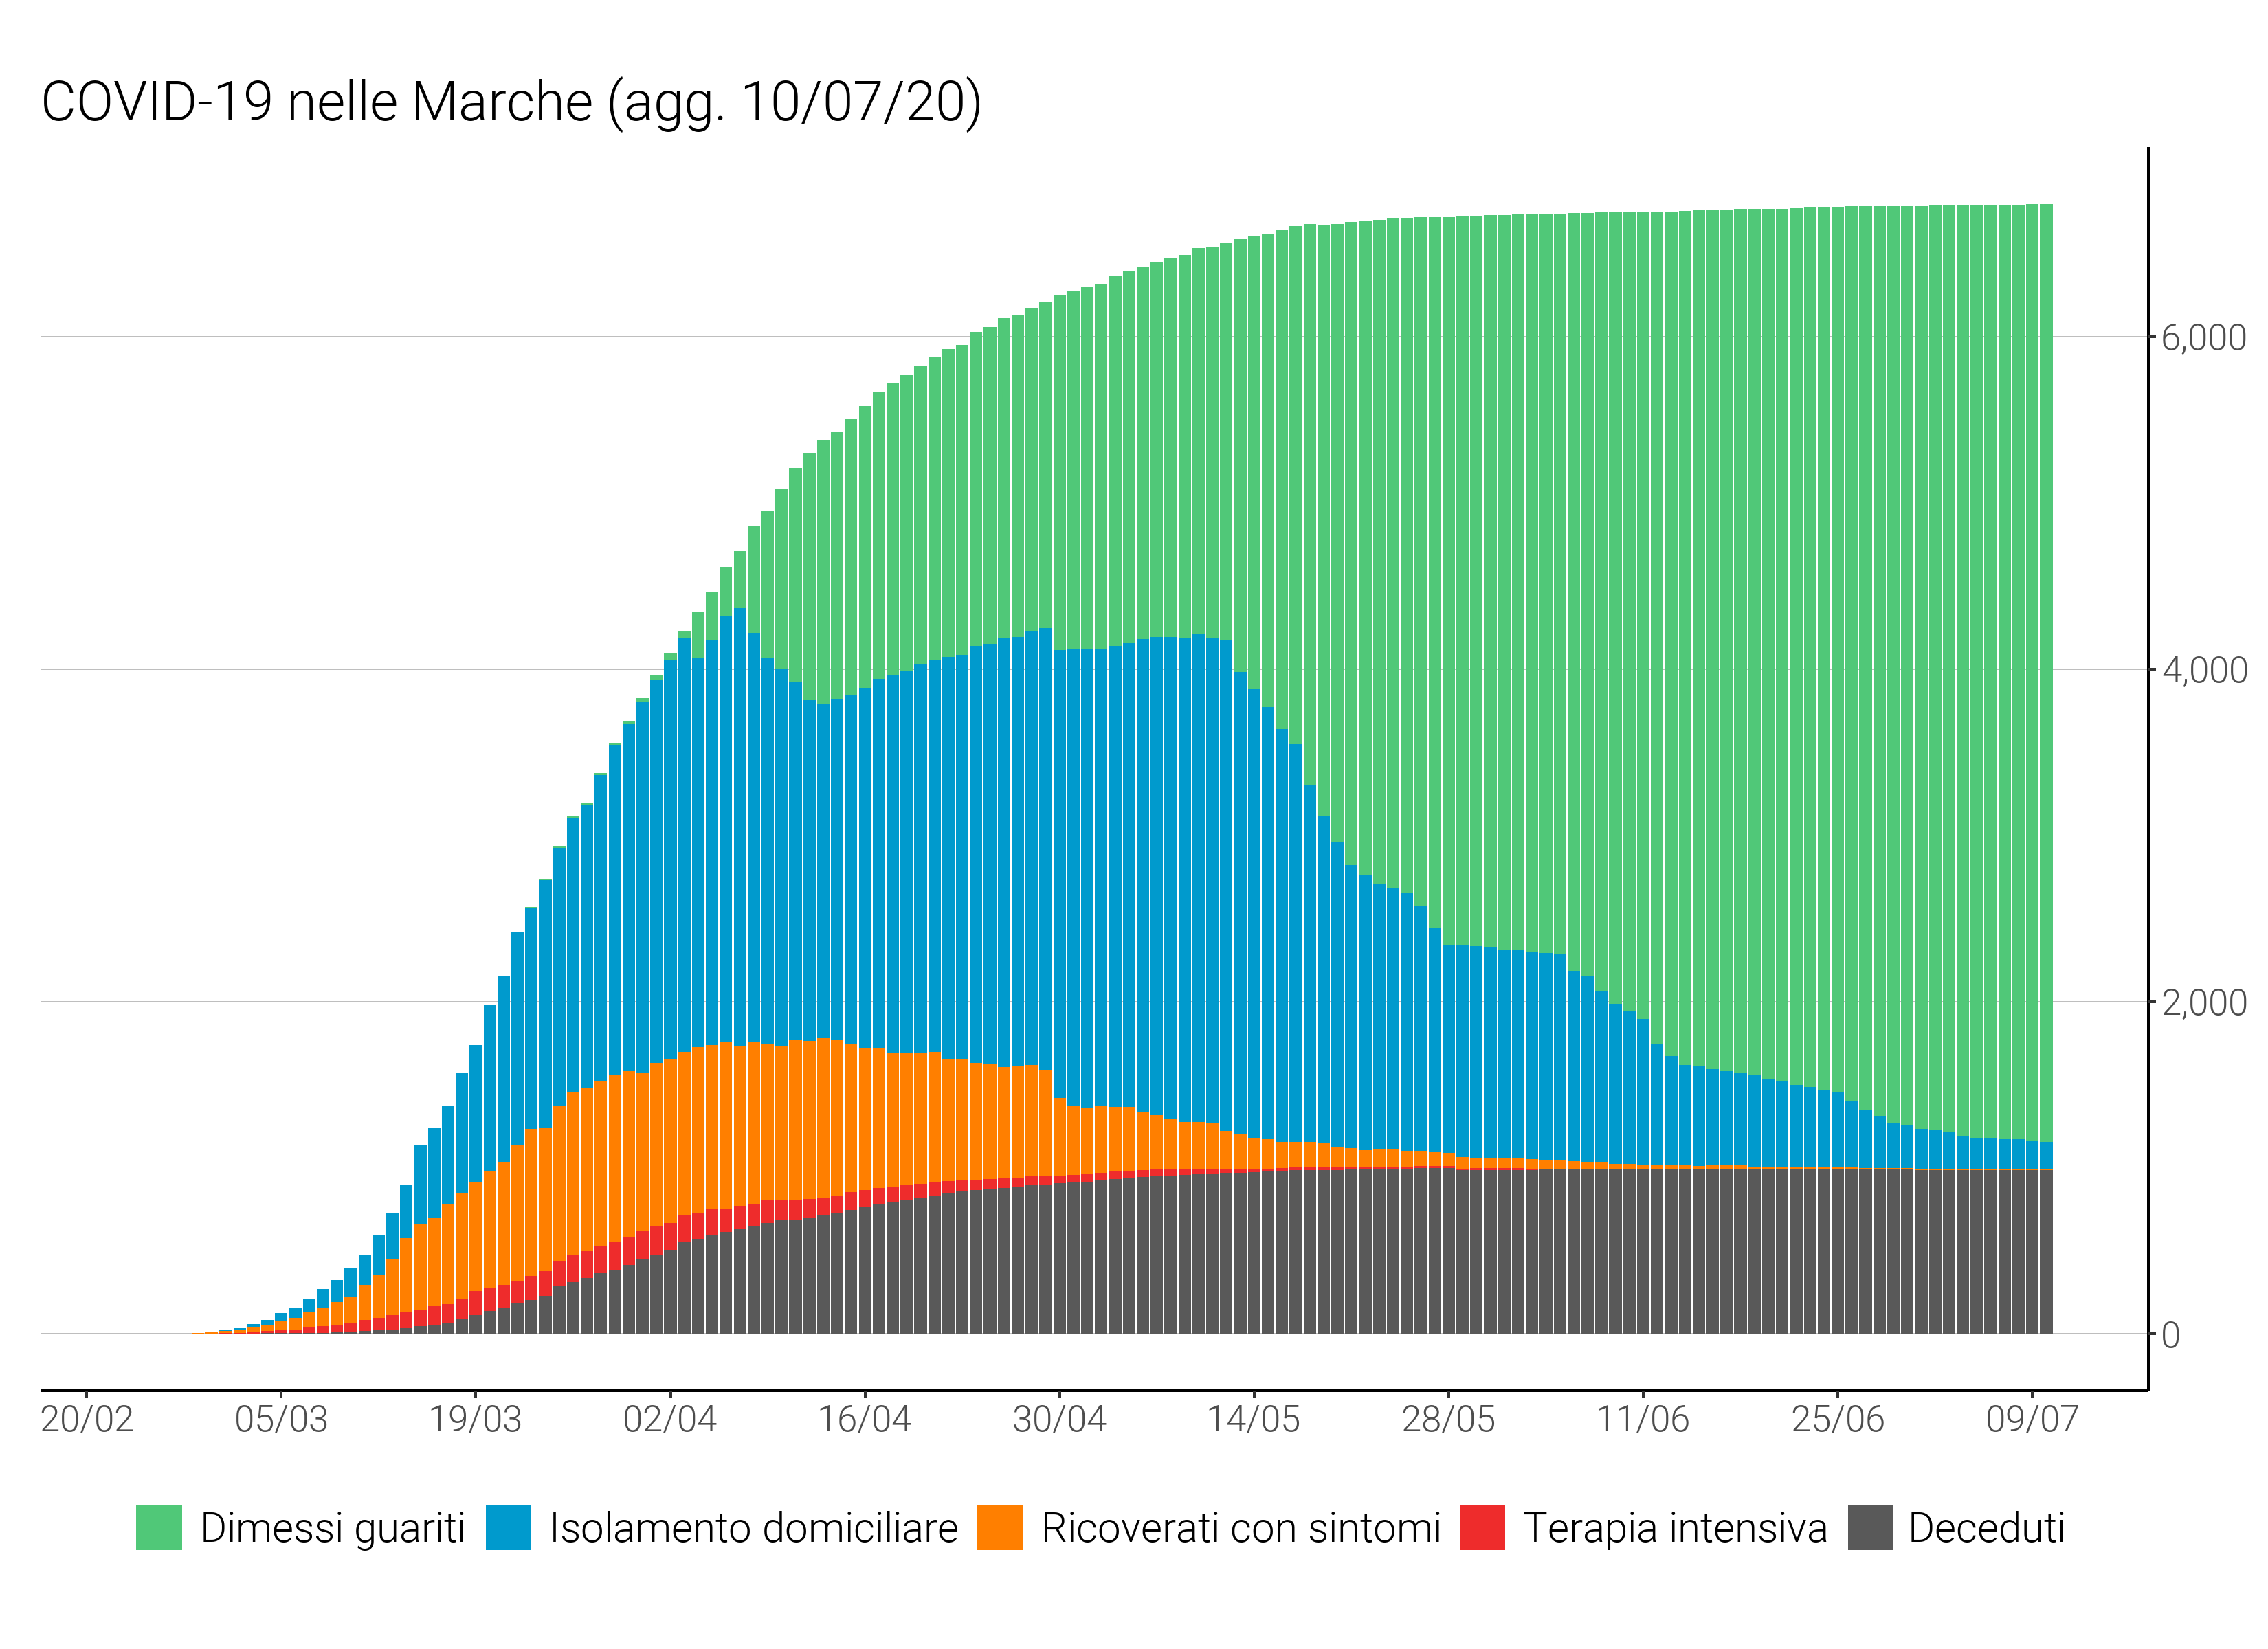 COVID-19 nelle Marche (agg. 10/07/20)
6,000
4,000
2,000
0
20/02 05/03 19/03 02/04 16/04 30/04 14/05 28/05 11/06 25/06 09/07
Dimessi guariti Isolamento domiciliare Ricoverati con sintomi Terapia intensiva Deceduti